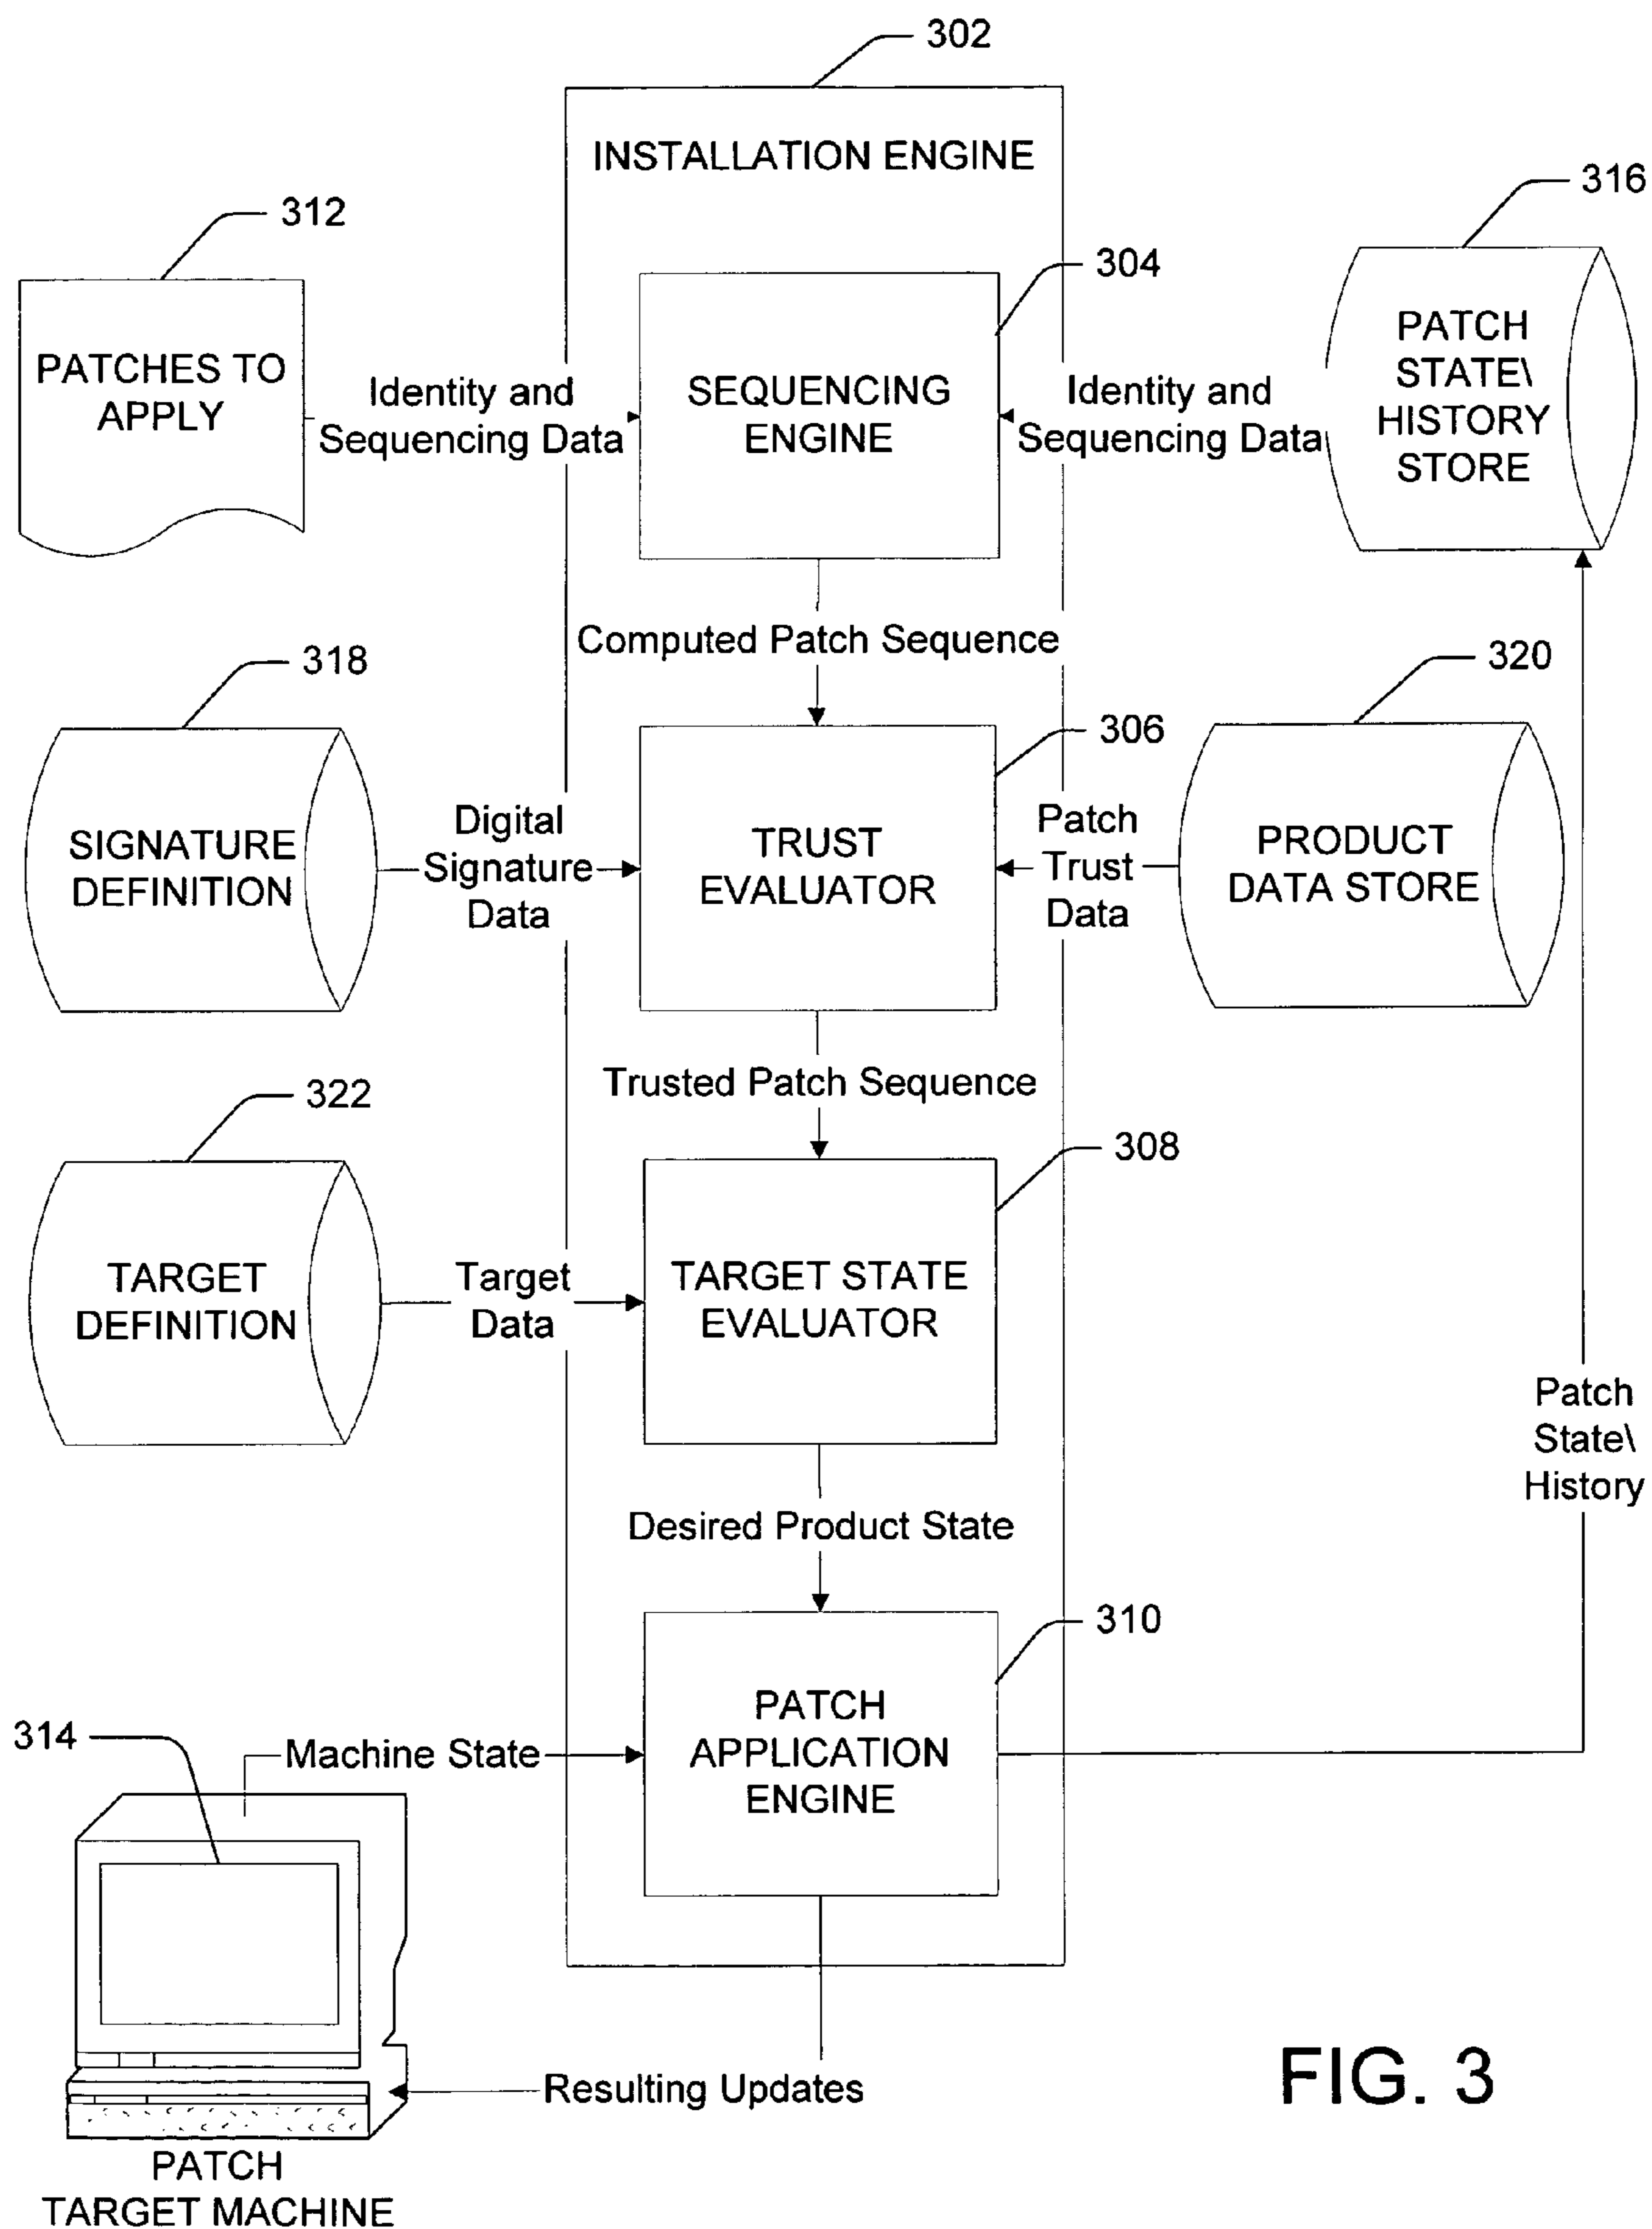 302
INSTALLATION ENGINE
316
312
304
PATCHES TO
APPLY
Identity and
Sequencing Data
SEQUENCING
ENGINE
Identity and
Sequencing Data
PATCH
STATE\
HISTORY
STORE
Computed Patch Sequence
318
320
306
SIGNATURE
DEFINITION
Digital
Signature
Data
TRUST
EVALUATOR
Patch
Trust
Data
PRODUCT
DATA STORE
Trusted Patch Sequence
322
308
TARGET
DEFINITION
Target
Data
TARGET STATE
EVALUATOR
Patch
State\
History
Desired Product State
310
314
Machine State
PATCH
APPLICATION
ENGINE
Resulting Updates
FIG. 3
PATCH
TARGET MACHINE